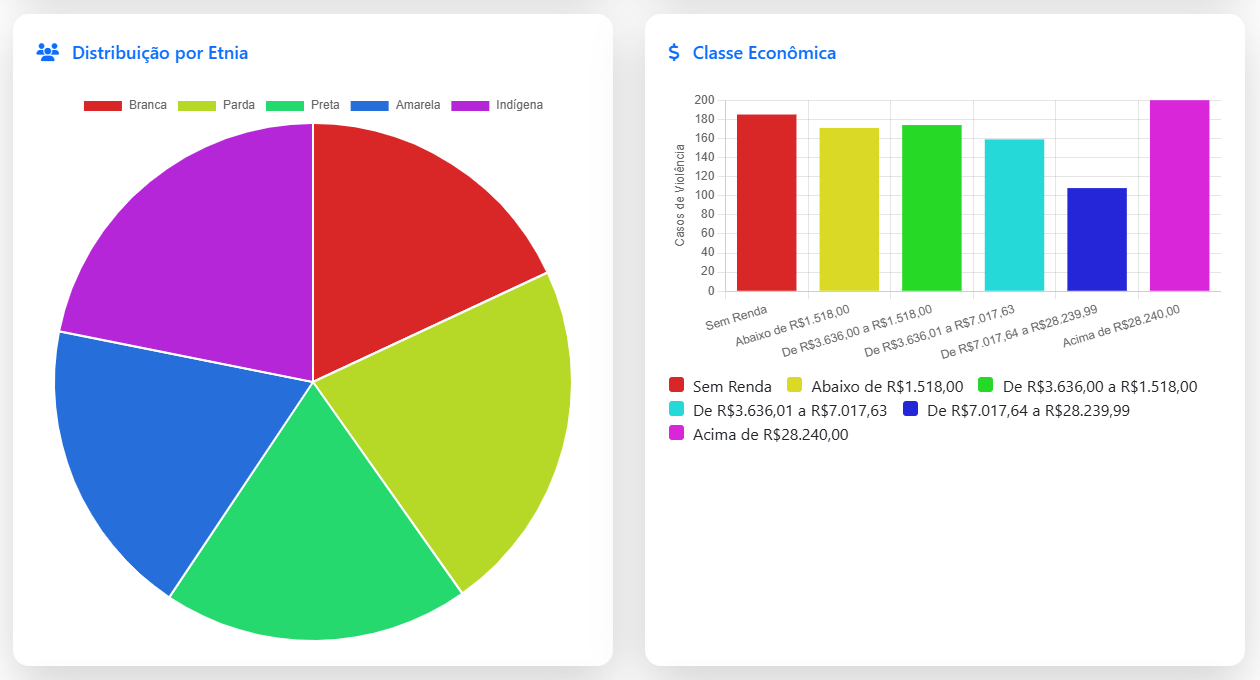 Distribuição por Etnia
Branca Parda Preta Amarela Indígena
Classe Econômica
Casos de Violência
200
180
160
140
120
100
80
60
40
20
0
Sem Renda
Abaixo de R$1.518,00
De R$3.636,00 a R$1.518,00
De R$3.636,01 a R$7.017,63
De R$7.017,64 a R$28.239,99
Acima de R$28.240,00
Sem Renda Abaixo de R$1.518,00 De R$3.636,00 a R$1.518,00
De R$3.636,01 a R$7.017,63 De R$7.017,64 a R$28.239,99
Acima de R$28.240,00